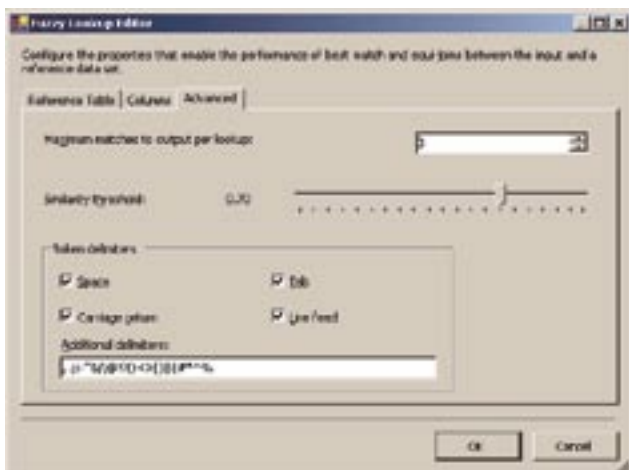 Fuzzy Lookup Editor
Configure the properties that enable the performance of best match and equi-joins between the input and a
reference data set.
Reference Table Columns Advanced
Maximum matches to output per lookup:
Similarity threshold: 0.70
Token delimiters
Space Tab
Carriage return Line feed
Additional delimiters:
OK Cancel